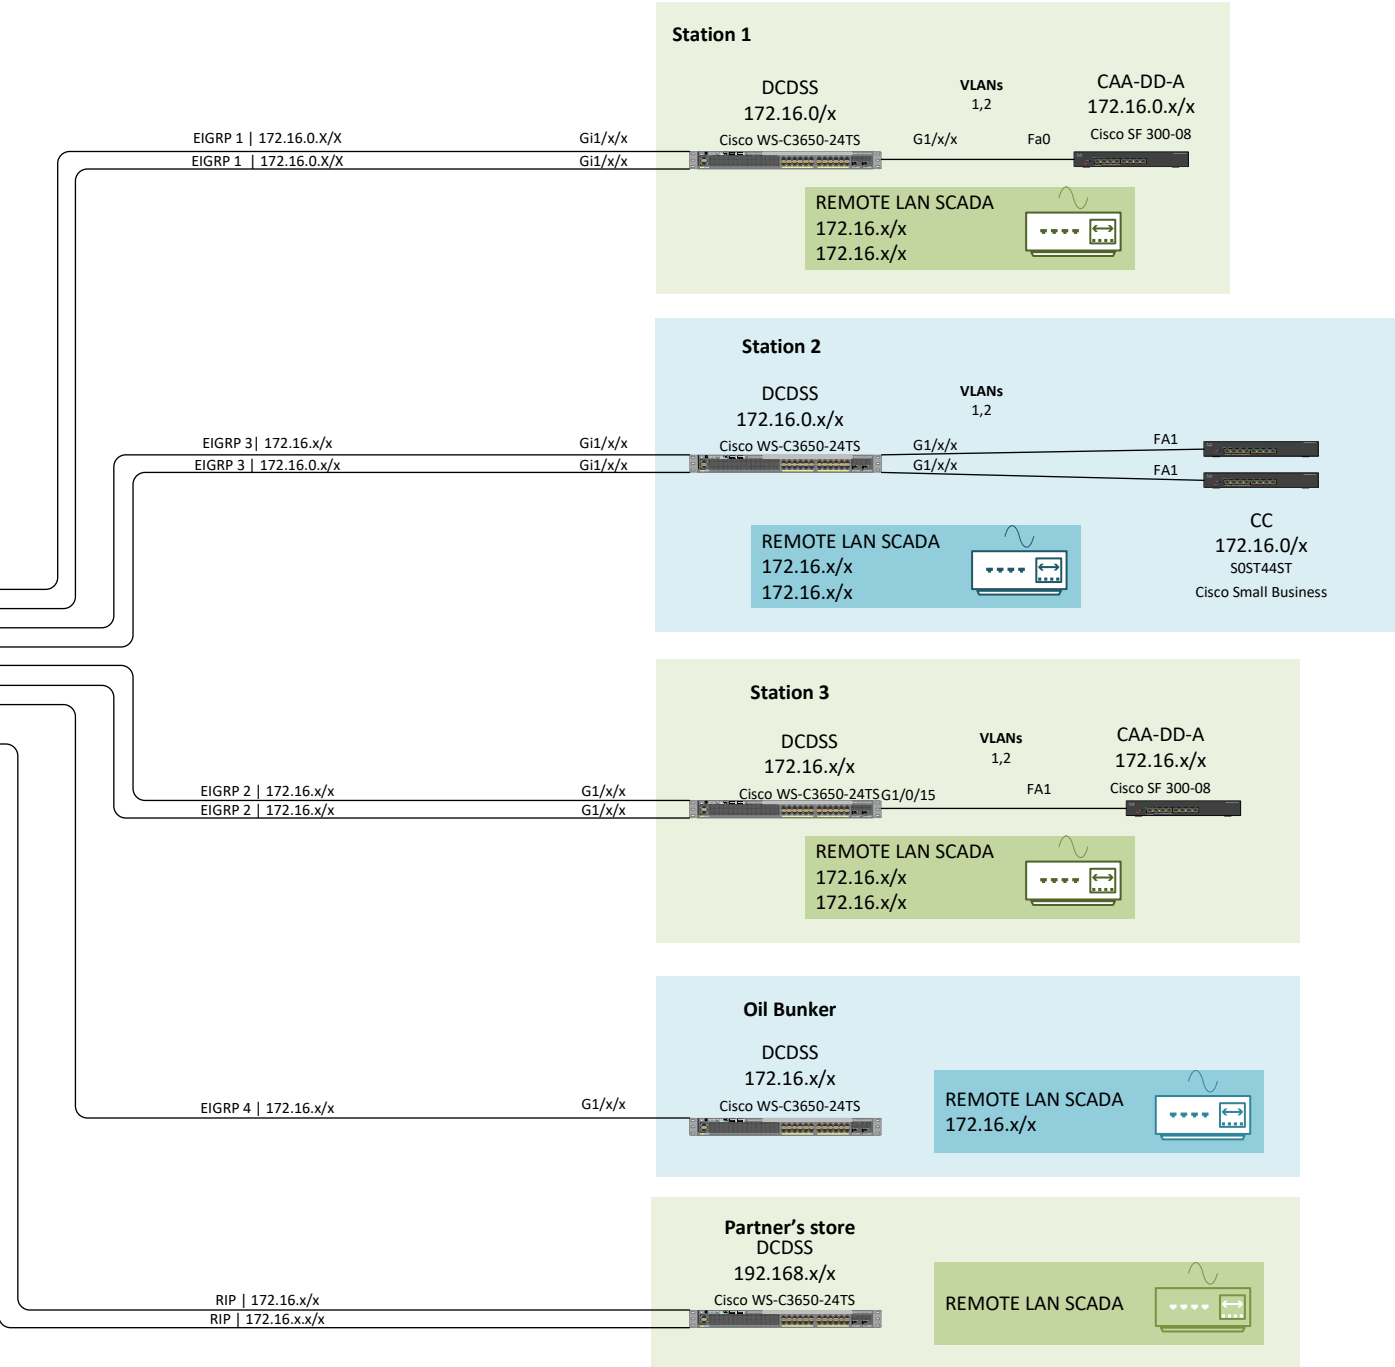 Station 1
DCDSS
172.16.0/x
Cisco WS-C3650-24TS
VLANs
1,2
CAA-DD-A
172.16.0.x/x
Cisco SF 300-08
EIGRP 1 | 172.16.0.X/X
Gi1/x/x
G1/x/x
Fa0
EIGRP 1 | 172.16.0.X/X
Gi1/x/x
REMOTE LAN SCADA
172.16.x/x
172.16.x/x
Station 2
DCDSS
172.16.0.x/x
Cisco WS-C3650-24TS
VLANs
1,2
EIGRP 3| 172.16.x/x
Gi1/x/x
G1/x/x
FA1
EIGRP 3 | 172.16.0.x/x
Gi1/x/x
G1/x/x
FA1
CC
172.16.0/x
S0ST44ST
Cisco Small Business
REMOTE LAN SCADA
172.16.x/x
172.16.x/x
Station 3
DCDSS
172.16.x/x
Cisco WS-C3650-24TS
G1/0/15
VLANs
1,2
FA1
CAA-DD-A
172.16.x/x
Cisco SF 300-08
EIGRP 2 | 172.16.x/x
G1/x/x
EIGRP 2 | 172.16.x/x
G1/x/x
REMOTE LAN SCADA
172.16.x/x
172.16.x/x
Oil Bunker
DCDSS
172.16.x/x
Cisco WS-C3650-24TS
EIGRP 4 | 172.16.x/x
G1/x/x
REMOTE LAN SCADA
172.16.x/x
Partner's store
DCDSS
192.168.x/x
Cisco WS-C3650-24TS
RIP | 172.16.x/x
RIP | 172.16.x.x/x
REMOTE LAN SCADA